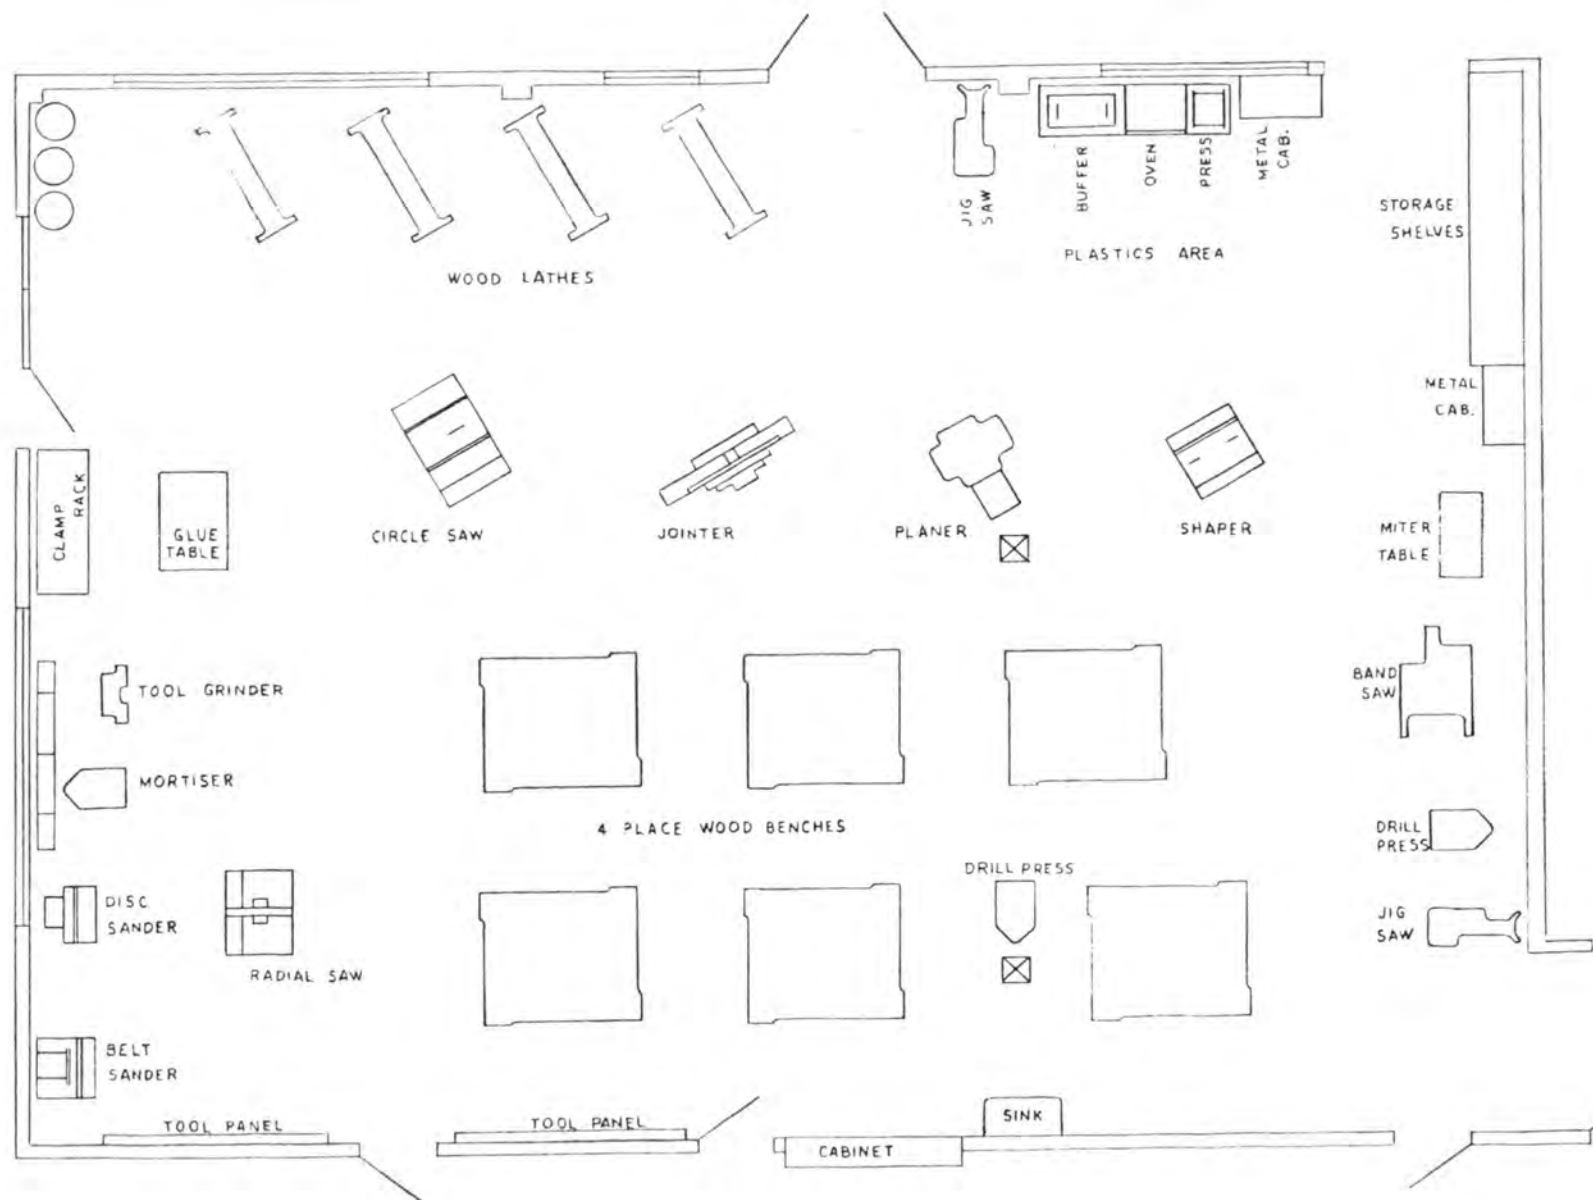 BUFFER
OVEN
PRESS
METAL
CAB.
JIG
SAW
PLASTICS AREA
STORAGE
SHELVES
WOOD LATHES
METAL
CAB.
CLAMP
RACK
GLUE
TABLE
CIRCLE SAW
JOINTER
PLANER
SHAPER
MITER
TABLE
TOOL GRINDER
BAND
SAW
MORTISER
4 PLACE WOOD BENCHES
DRILL
PRESS
DRILL PRESS
DISC
SANDER
JIG
SAW
RADIAL SAW
BELT
SANDER
TOOL PANEL
TOOL PANEL
SINK
CABINET